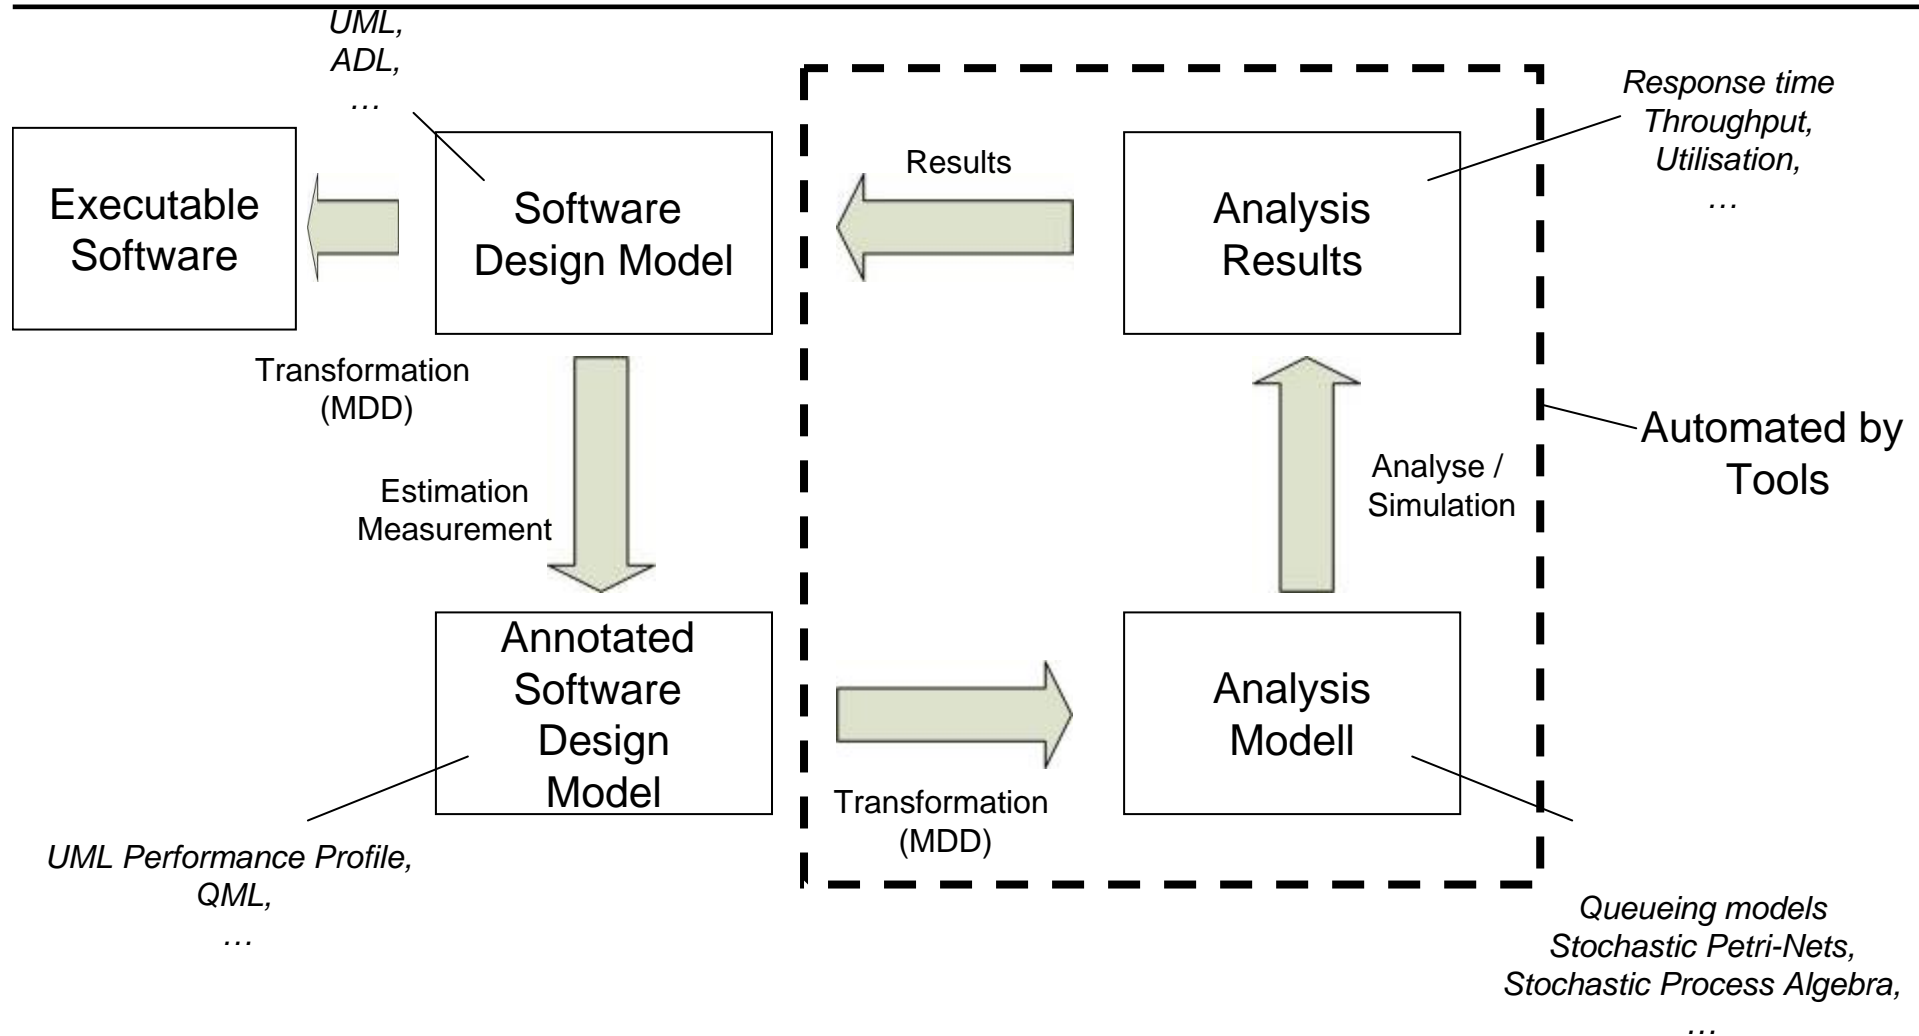 UML,
ADL,
…
Executable
Software
Software
Design Model
Results
Analysis
Results
Response time
Throughput,
Utilisation,
…
Transformation
(MDD)
Estimation
Measurement
Analyse /
Simulation
Automated by
Tools
Annotated
Software
Design
Model
Transformation
(MDD)
Analysis
Modell
UML Performance Profile,
QML,
…
Queueing models
Stochastic Petri-Nets,
Stochastic Process Algebra,
…